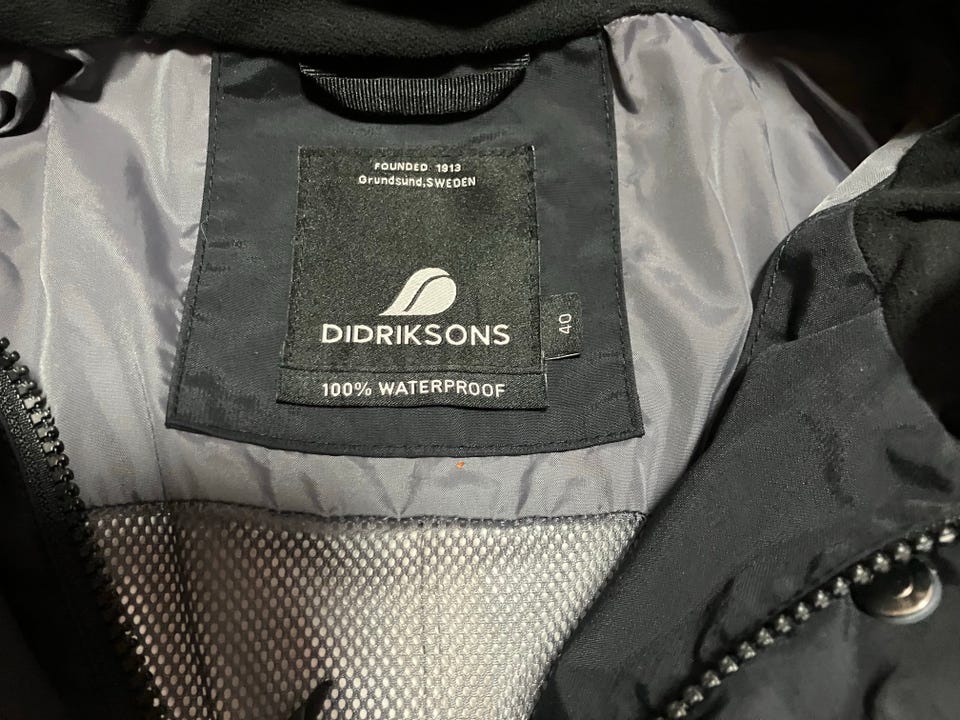 FOUNDED 1913
Grundsund,SWEDEN
DIDRIKSONS
40
100% WATERPROOF